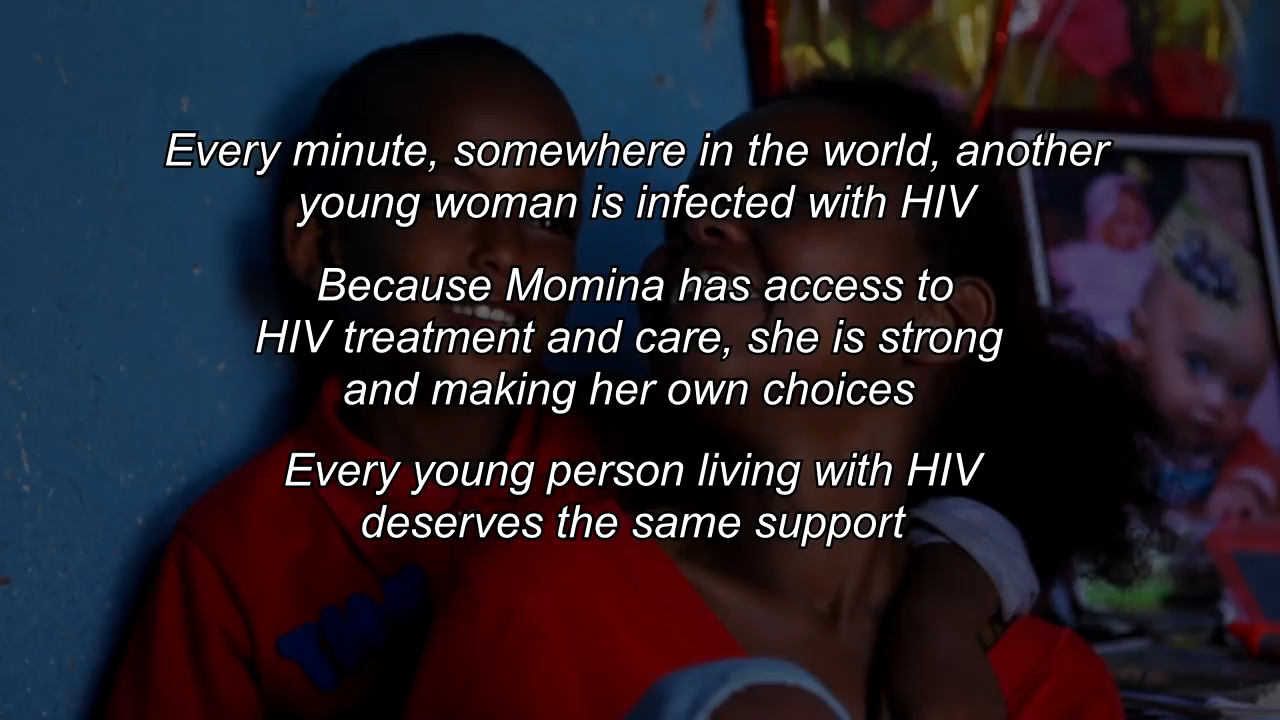 Every minute, somewhere in the world, another
young woman is infected with HIV
Because Momina has access to
HIV treatment and care, she is strong
and making her own choices
Every young person living with HIV
deserves the same support